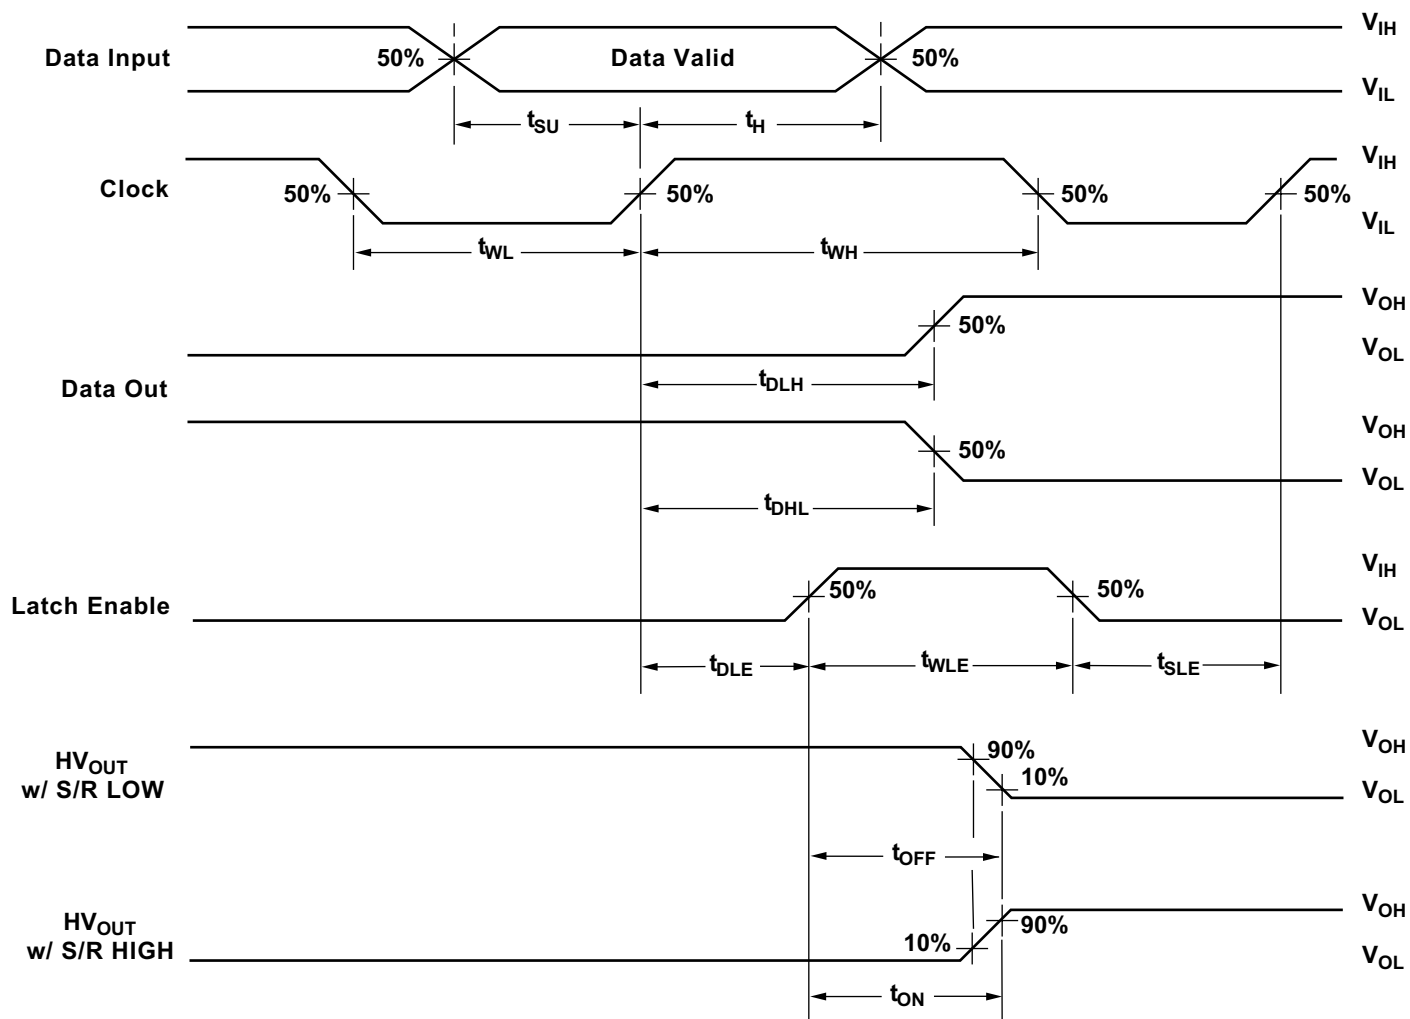 V_IH
Data Input 50% Data Valid 50%
V_IL
t_SU t_H
V_IH
Clock 50% 50% 50% 50%
V_IL
t_WL t_WH
V_OH
50%
V_OL
Data Out
t_DLH
V_OH
50%
V_OL
t_DHL
V_IH
Latch Enable 50% 50%
V_OL
t_DLE t_WLE t_SLE
HV_OUT
w/ S/R LOW
90%
10%
V_OH
V_OL
t_OFF
HV_OUT
w/ S/R HIGH
10%
90%
V_OH
V_OL
t_ON